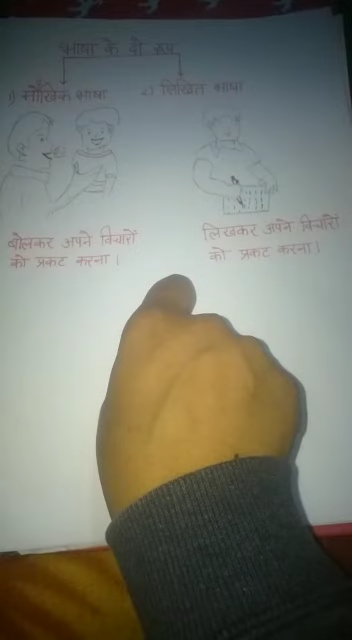 भाषा के दो रूप
1) मौखिक भाषा
2) लिखित भाषा
बोलकर अपने विचारों
को प्रकट करना।
लिखकर अपने विचारों
को प्रकट करना।